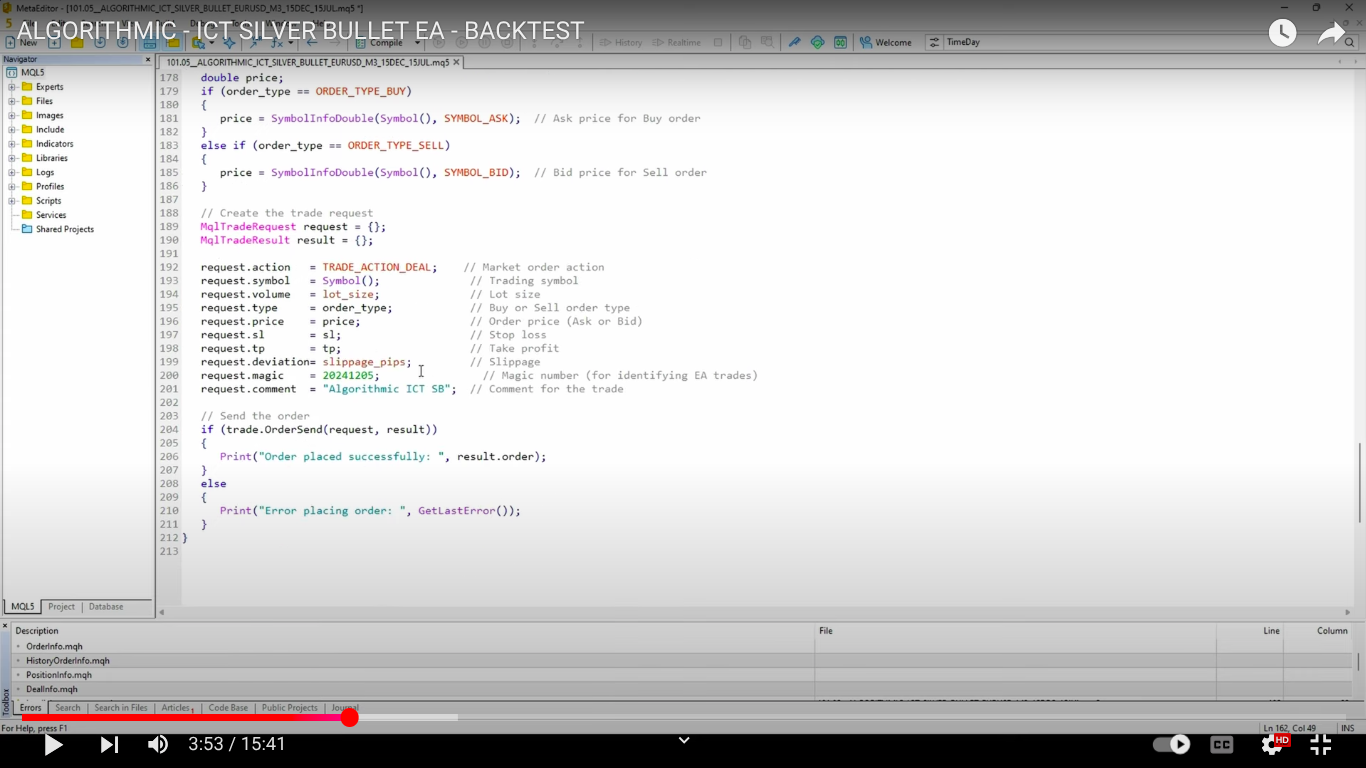 MetaEditor - [101.05__ALGORITHMIC_ICT_SILVER_BULLET_EURUSD_M3_15DEC_15JUL.mq5 *]
ALGORITHMIC - ICT SILVER BULLET EA - BACKTEST
New
Compile
History
Realtime
Welcome
TimeDay
Navigator
101.05__ALGORITHMIC_ICT_SILVER_BULLET_EURUSD_M3_15DEC_15JUL.mq5
MQL5
Experts
Files
Images
Include
Indicators
Libraries
Logs
Profiles
Scripts
Services
Shared Projects
178 double price;
179 if (order_type == ORDER_TYPE_BUY)
180 {
181 price = SymbolInfoDouble(Symbol(), SYMBOL_ASK); // Ask price for Buy order
182 }
183 else if (order_type == ORDER_TYPE_SELL)
184 {
185 price = SymbolInfoDouble(Symbol(), SYMBOL_BID); // Bid price for Sell order
186 }
187
188 // Create the trade request
189 MqlTradeRequest request = {};
190 MqlTradeResult result = {};
191
192 request.action = TRADE_ACTION_DEAL; // Market order action
193 request.symbol = Symbol(); // Trading symbol
194 request.volume = lot_size; // Lot size
195 request.type = order_type; // Buy or Sell order type
196 request.price = price; // Order price (Ask or Bid)
197 request.sl = sl; // Stop loss
198 request.tp = tp; // Take profit
199 request.deviation= slippage_pips; // Slippage
200 request.magic = 20241205; // Magic number (for identifying EA trades)
201 request.comment = "Algorithmic ICT SB"; // Comment for the trade
202
203 // Send the order
204 if (trade.OrderSend(request, result))
205 {
206 Print("Order placed successfully: ", result.order);
207 }
208 else
209 {
210 Print("Error placing order: ", GetLastError());
211 }
212 }
213
MQL5 Project Database
Description File Line Column
OrderInfo.mqh
HistoryOrderInfo.mqh
PositionInfo.mqh
DealInfo.mqh
Toolbox
Errors Search Search in Files Articles 1 Code Base Public Projects Journal
For Help, press F1
Ln 162, Col 49 INS
3:53 / 15:41
CC
HD